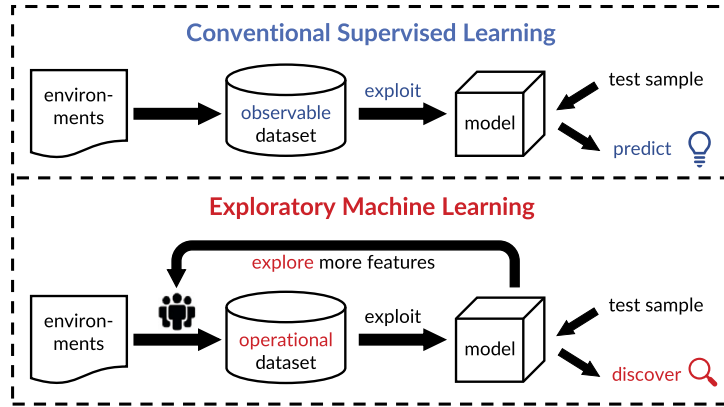 Conventional Supervised Learning
environ-
ments
observable
dataset
exploit
model
test sample
predict
Exploratory Machine Learning
explore more features
environ-
ments
operational
dataset
exploit
model
test sample
discover